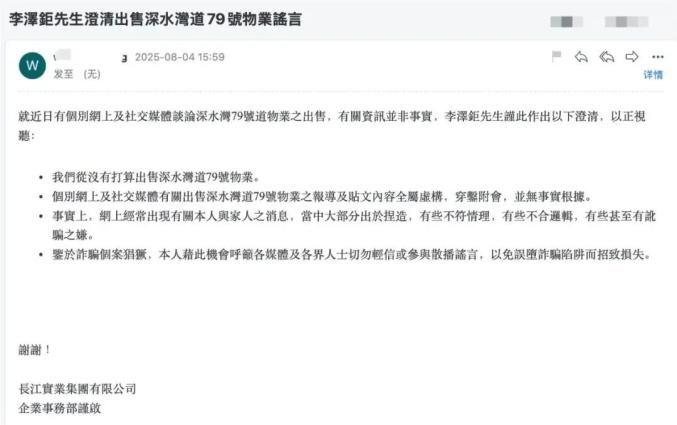 李澤鉅先生澄清出售深水灣道79號物業謠言
W
g 2025-08-04 15:59
发至 (无)
详情
就近日有個別網上及社交媒體談論深水灣79號道物業之出售，有關資訊並非事實，李澤鉅先生謹此作出以下澄清，以正視
聽：
• 我們從沒有打算出售深水灣道79號物業。
• 個別網上及社交媒體有關出售深水灣道79號物業之報導及貼文內容全屬虛構，穿鑿附會，並無事實根據。
• 事實上，網上經常出現有關本人與家人之消息，當中大部分出於捏造，有些不符情理，有些不合邏輯，有些甚至有訛
騙之嫌。
• 鑒於詐騙個案猖獗，本人藉此機會呼籲各媒體及各界人士切勿輕信或參與散播謠言，以免誤墮詐騙陷阱而招致損失。
謝謝！
長江實業集團有限公司
企業事務部謹啟